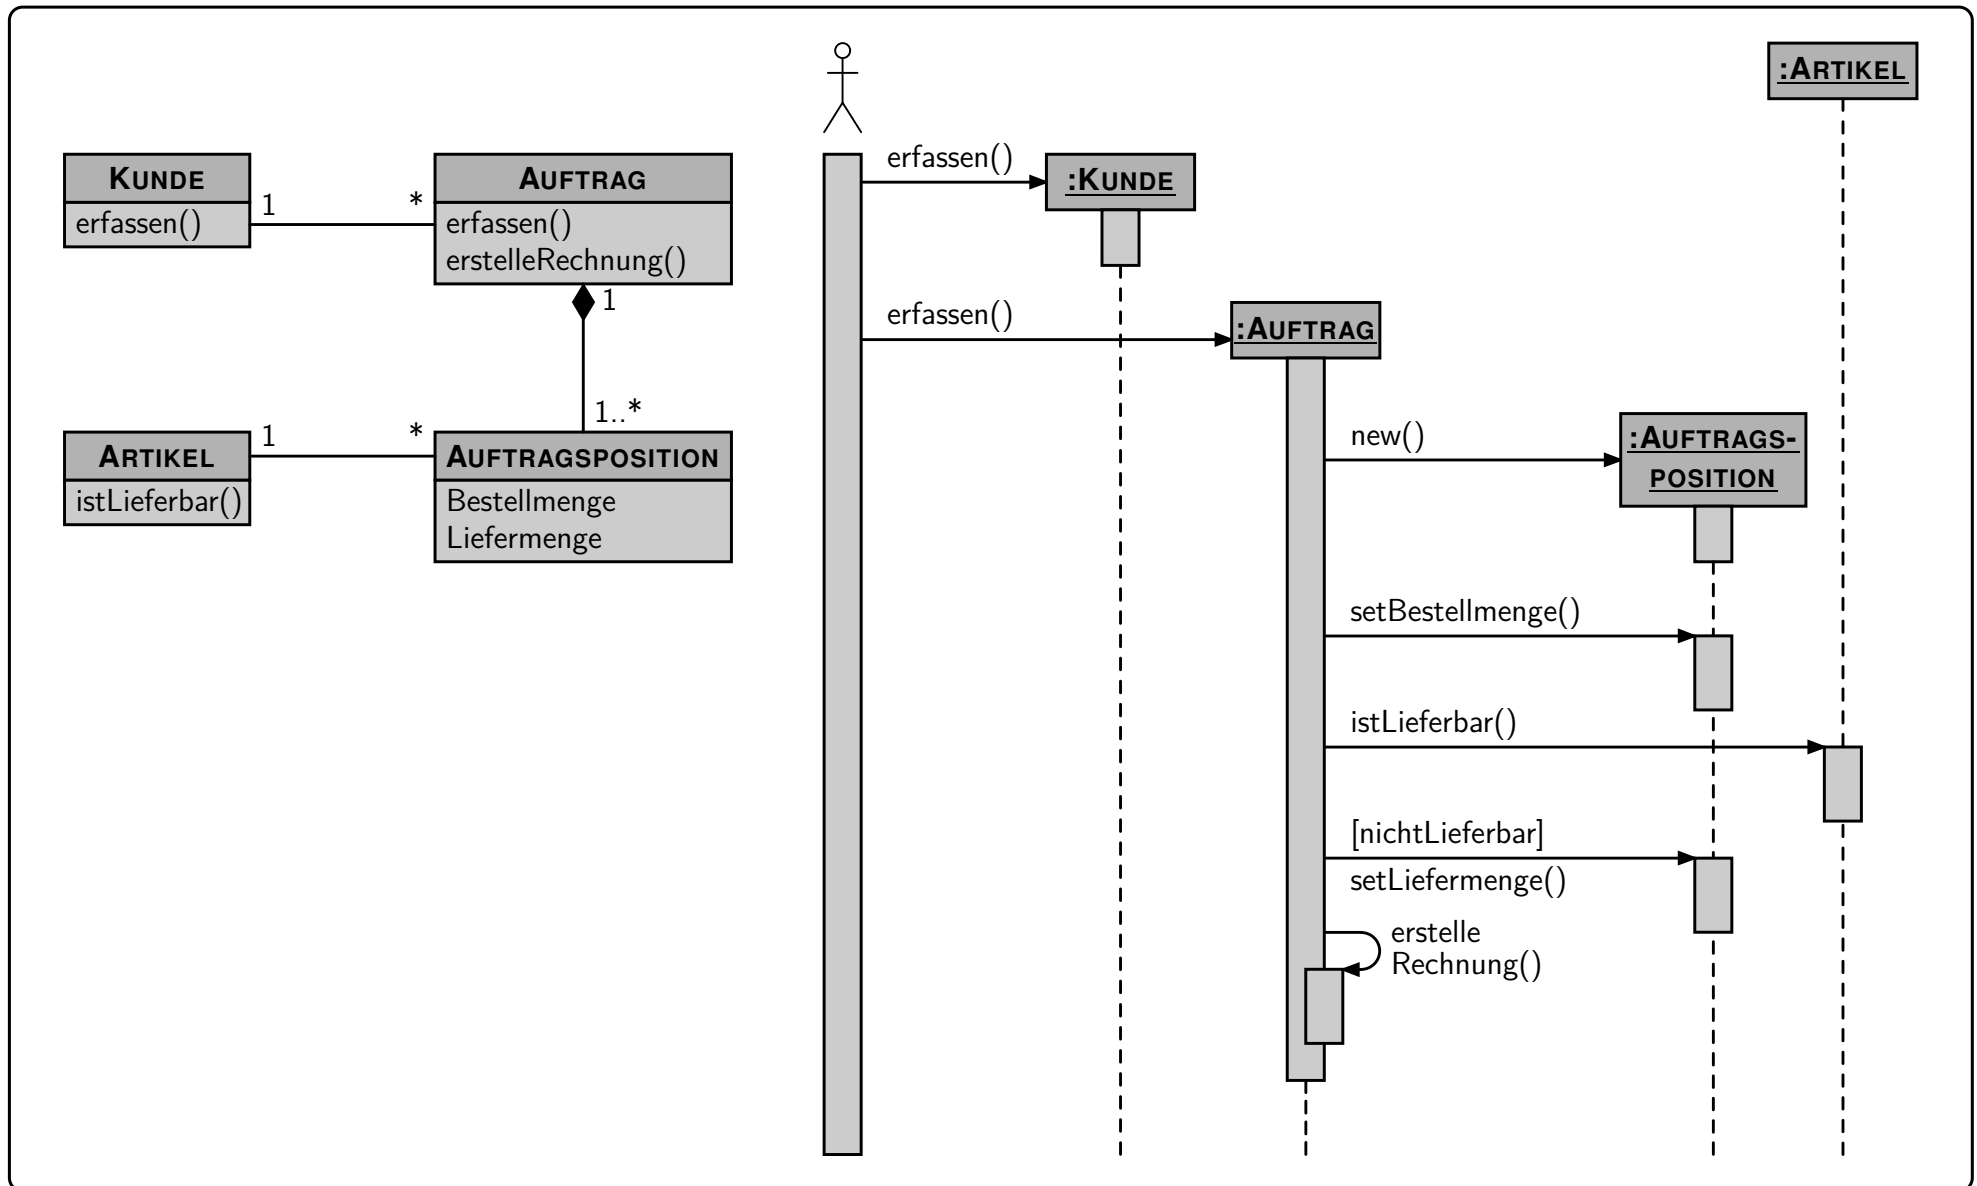 KUNDE
erfassen()
1
*
AUFTRAG
erfassen()
erstelleRechnung()
1
1..*
ARTIKEL
istLieferbar()
1
*
AUFTRAGSPOSITION
Bestellmenge
Liefermenge
:ARTIKEL
erfassen()
:KUNDE
erfassen()
:AUFTRAG
new()
:AUFTRAGS-
POSITION
setBestellmenge()
istLieferbar()
[nichtLieferbar]
setLiefermenge()
erstelle
Rechnung()